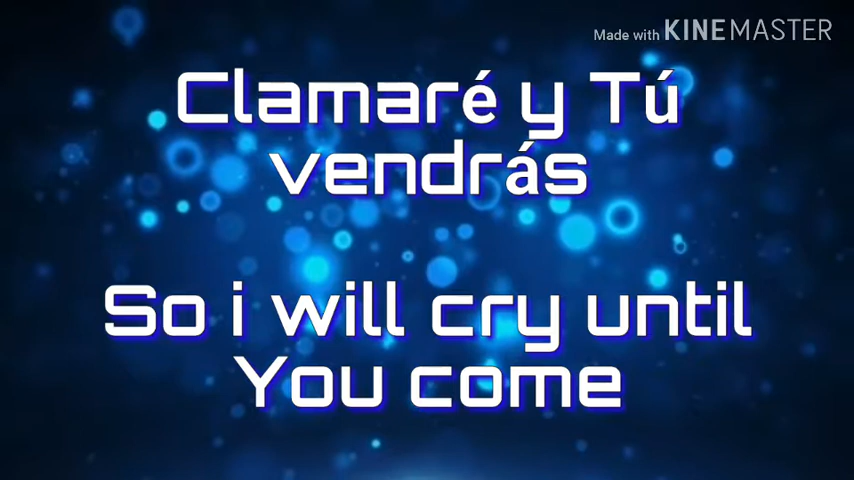 Made with KINEMASTER
Clamaré y Tú
vendrás
So i will cry until
You come